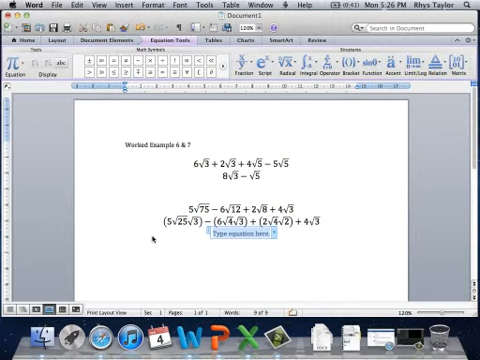 Word File Edit View Insert Format Font Tools Table Window Help (0:41) Mon 5:26 PM Rhys Taylor
Document1
120% Search in Document
Home Layout Document Elements Equation Tools Tables Charts SmartArt Review
Tools Math Symbols Structures
π abc ± ∞ = ≠ ~ × ÷ ! ∝ <
> ≤ ≥ ∓ ≅ ≈ ≡ ∀
Equation Display Fraction Script Radical Integral Operator Bracket Function Accent Limit Matrix
Worked Example 6 & 7
6√3 + 2√3 + 4√5 − 5√5
8√3 − √5
5√75 − 6√12 + 2√8 + 4√3
(5√25√3) − (6√4√3) + (2√4√2) + 4√3
Type equation here.
Print Layout View Sec 1 Pages: 1 of 1 Words: 9 of 9 120%